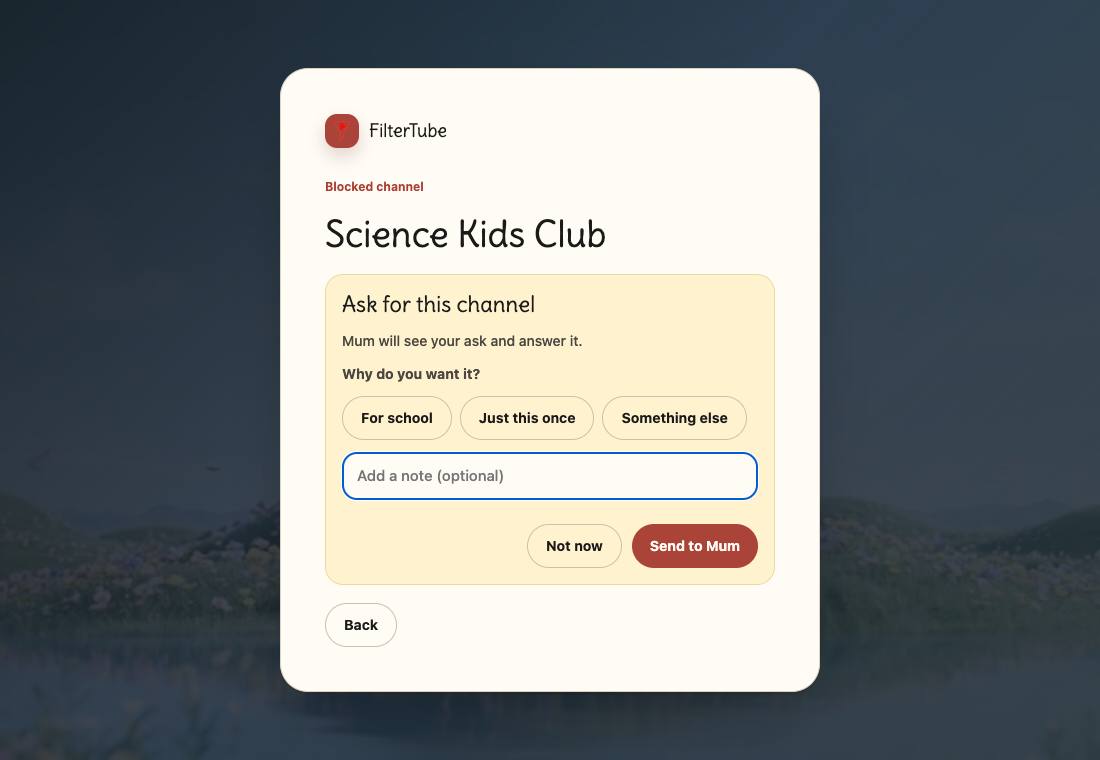 FilterTube
Blocked channel
Science Kids Club
Ask for this channel
Mum will see your ask and answer it.
Why do you want it?
For school Just this once Something else
Add a note (optional)
Not now Send to Mum
Back